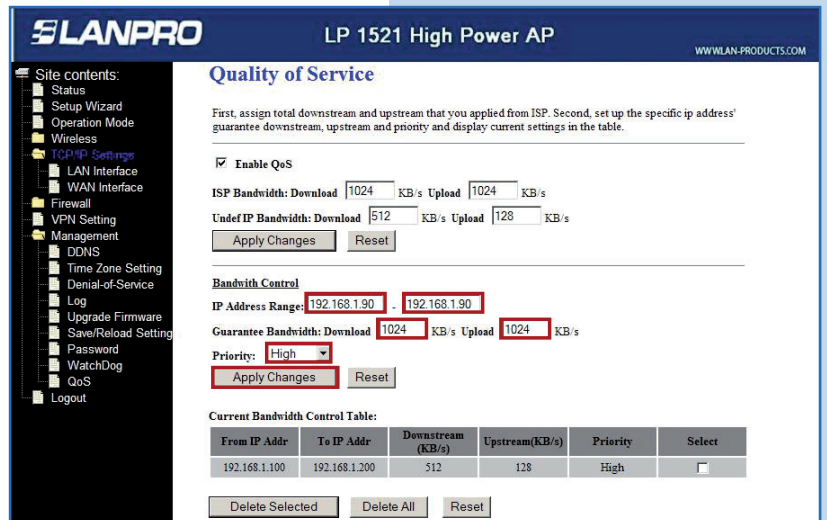 LANPRO
LP 1521 High Power AP
WWW.LAN-PRODUCTS.COM
Site contents:
Status
Setup Wizard
Operation Mode
Wireless
TCP/IP Settings
LAN Interface
WAN Interface
Firewall
VPN Setting
Management
DDNS
Time Zone Setting
Denial-of-Service
Log
Upgrade Firmware
Save/Reload Setting
Password
WatchDog
QoS
Logout
Quality of Service
First, assign total downstream and upstream that you applied from ISP. Second, set up the specific ip address'
guarantee downstream, upstream and priority and display current settings in the table.
Enable QoS
ISP Bandwidth: Download 1024 KB/s Upload 1024 KB/s
Undef IP Bandwidth: Download 512 KB/s Upload 128 KB/s
Apply Changes Reset
Bandwith Control
IP Address Range: 192.168.1.90 - 192.168.1.90
Guarantee Bandwidth: Download 1024 KB/s Upload 1024 KB/s
Priority: High
Apply Changes Reset
Current Bandwidth Control Table:
From IP Addr To IP Addr Downstream (KB/s) Upstream(KB/s) Priority Select
192.168.1.100 192.168.1.200 512 128 High
Delete Selected Delete All Reset